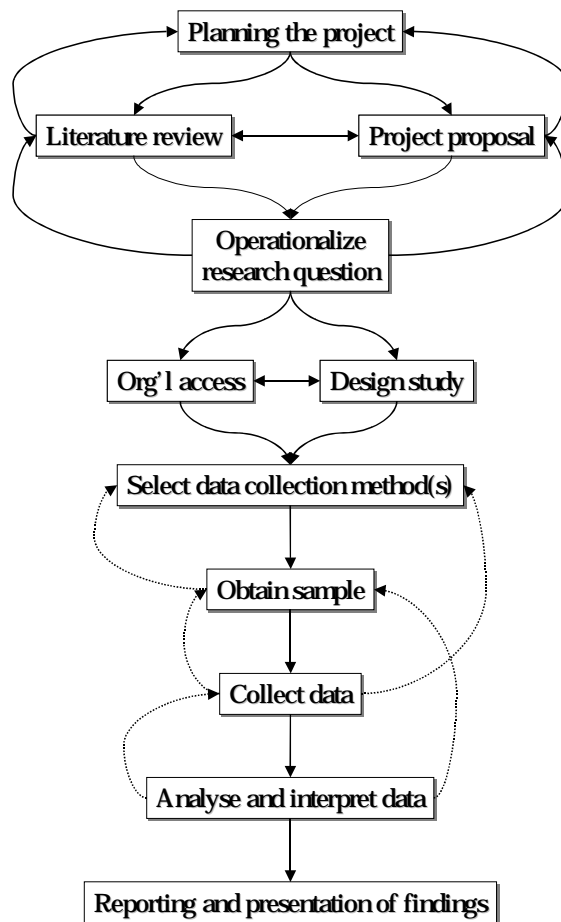 Planning the project
Literature review
Project proposal
Operationalize
research question
Org'l access
Design study
Select data collection method(s)
Obtain sample
Collect data
Analyse and interpret data
Reporting and presentation of findings